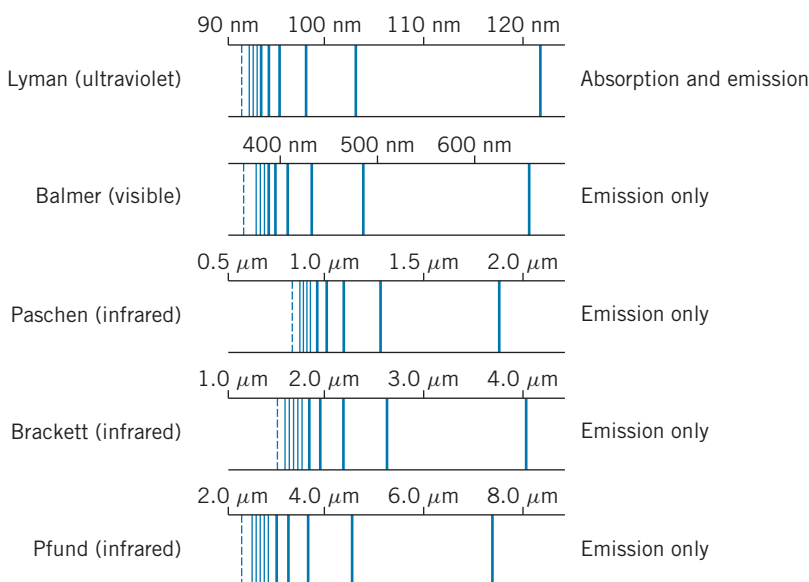 90 nm 100 nm 110 nm 120 nm
Lyman (ultraviolet) Absorption and emission
400 nm 500 nm 600 nm
Balmer (visible) Emission only
0.5 μm 1.0 μm 1.5 μm 2.0 μm
Paschen (infrared) Emission only
1.0 μm 2.0 μm 3.0 μm 4.0 μm
Brackett (infrared) Emission only
2.0 μm 4.0 μm 6.0 μm 8.0 μm
Pfund (infrared) Emission only